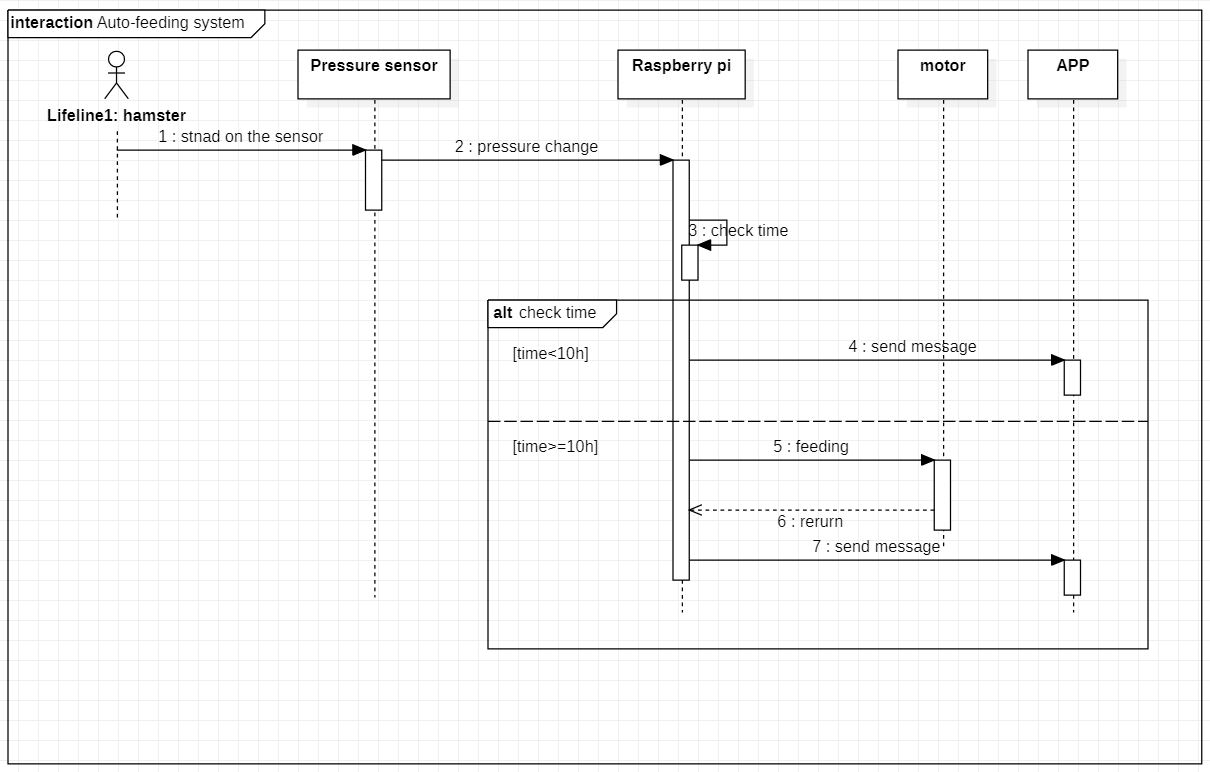 interaction Auto-feeding system
Pressure sensor
Raspberry pi
motor
APP
Lifeline1: hamster
1 : stnad on the sensor
2 : pressure change
3 : check time
alt check time
[time<10h]
4 : send message
[time>=10h]
5 : feeding
6 : rerurn
7 : send message